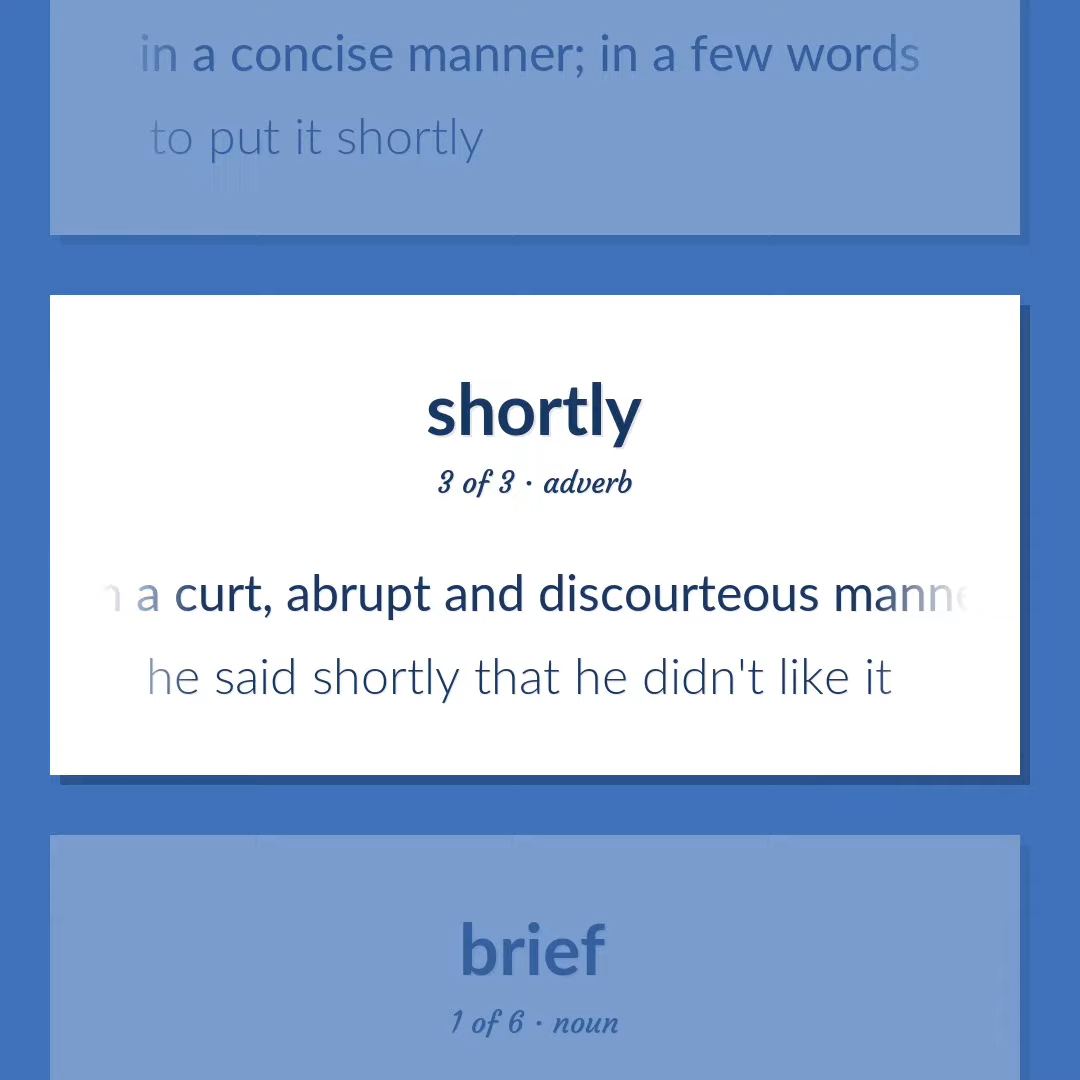 in a concise manner; in a few words
to put it shortly
shortly
3 of 3 · adverb
a curt, abrupt and discourteous manne
he said shortly that he didn't like it
brief
1 of 6 · noun